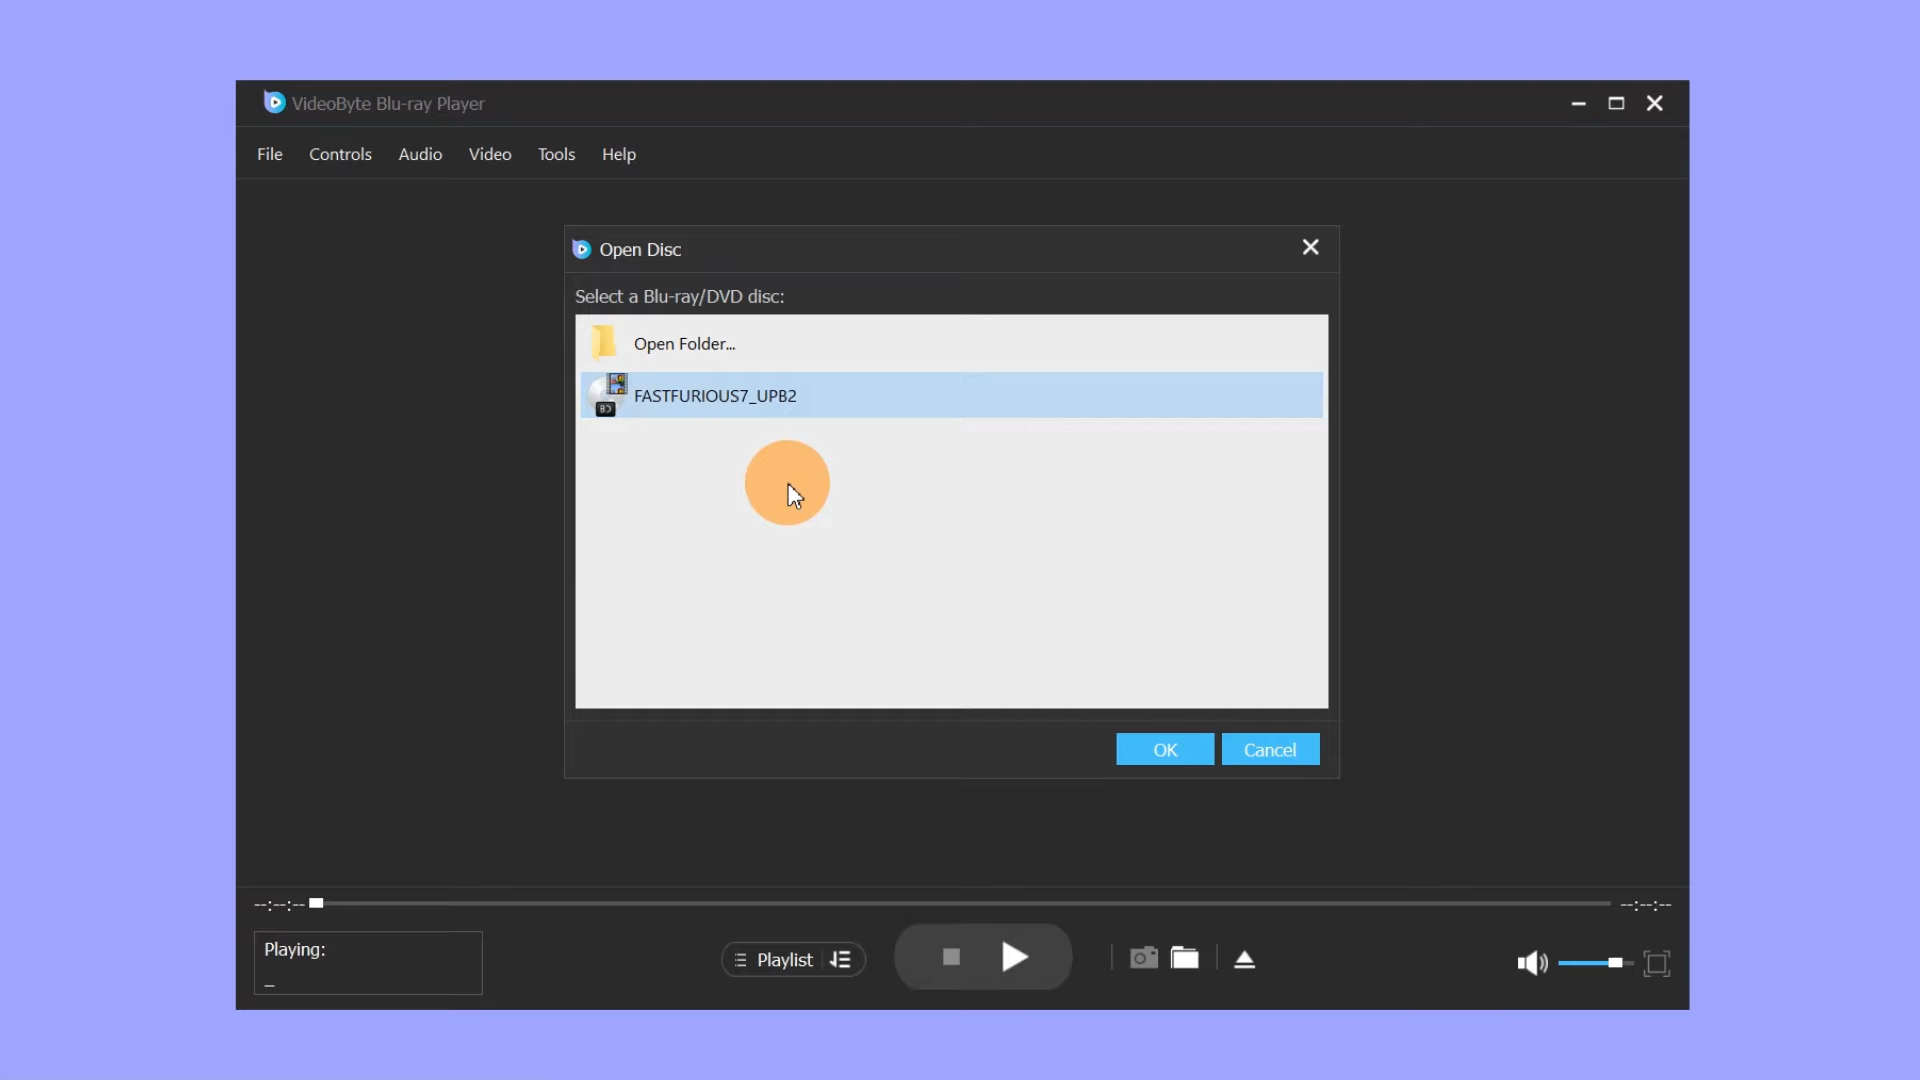 VideoByte Blu-ray Player
File Controls Audio Video Tools Help
Open Disc
Select a Blu-ray/DVD disc:
Open Folder...
FASTFURIOUS7_UPB2
OK Cancel
--:--:-- --:--:--
Playing:
Playlist